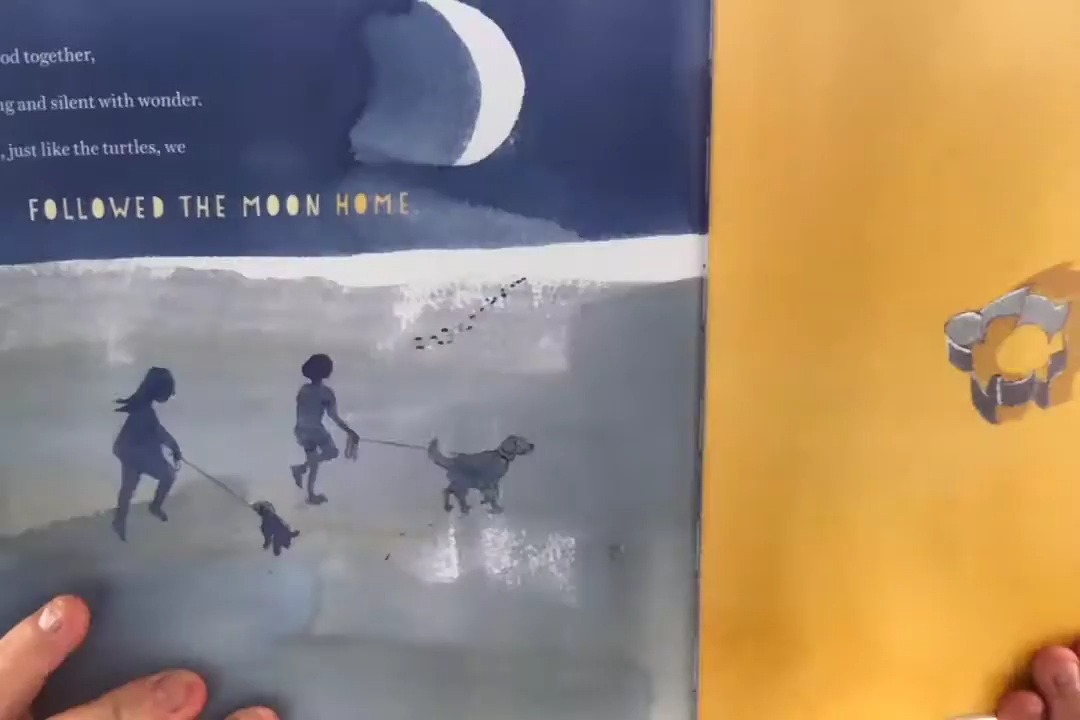 od together,
ng and silent with wonder.
, just like the turtles, we
FOLLOWED THE MOON HOME.